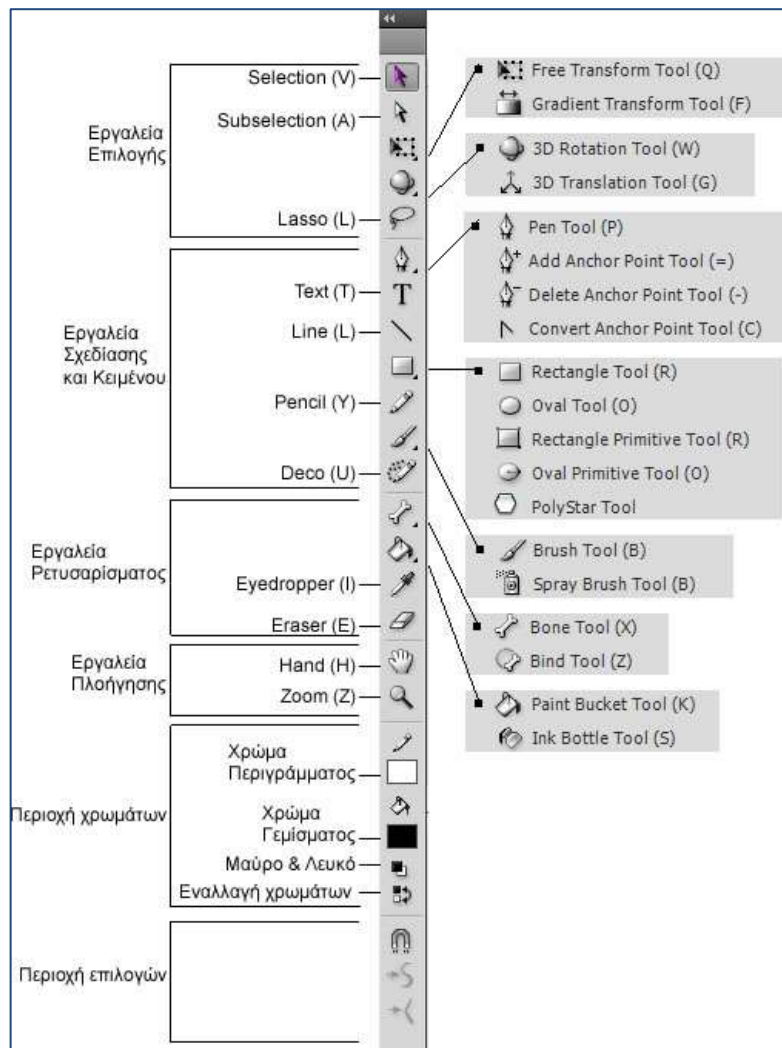 Εργαλεία
Επιλογής
Selection (V)
Subselection (A)
Lasso (L)
Free Transform Tool (Q)
Gradient Transform Tool (F)
3D Rotation Tool (W)
3D Translation Tool (G)
Εργαλεία
Σχεδίασης
και Κειμένου
Text (T)
Line (L)
Pencil (Y)
Deco (U)
T
Pen Tool (P)
Add Anchor Point Tool (=)
Delete Anchor Point Tool (-)
Convert Anchor Point Tool (C)
Rectangle Tool (R)
Oval Tool (O)
Rectangle Primitive Tool (R)
Oval Primitive Tool (O)
PolyStar Tool
Brush Tool (B)
Spray Brush Tool (B)
Εργαλεία
Ρετυσαρίσματος
Eyedropper (I)
Eraser (E)
Bone Tool (X)
Bind Tool (Z)
Paint Bucket Tool (K)
Ink Bottle Tool (S)
Εργαλεία
Πλοήγησης
Hand (H)
Zoom (Z)
Περιοχή χρωμάτων
Χρώμα
Περιγράμματος
Χρώμα
Γεμίσματος
Μαύρο & Λευκό
Εναλλαγή χρωμάτων
Περιοχή επιλογών